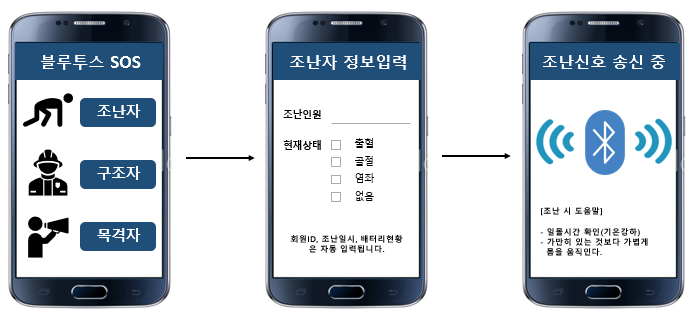 블루투스 SOS
조난자
구조자
목격자
조난자 정보입력
조난인원
현재상태
출혈
골절
염좌
없음
회원ID, 조난일시, 배터리현황
은 자동 입력됩니다.
조난신호 송신 중
[조난 시 도움말]
- 일몰시간 확인(기온강하)
- 가만히 있는 것보다 가볍게
몸을 움직인다.